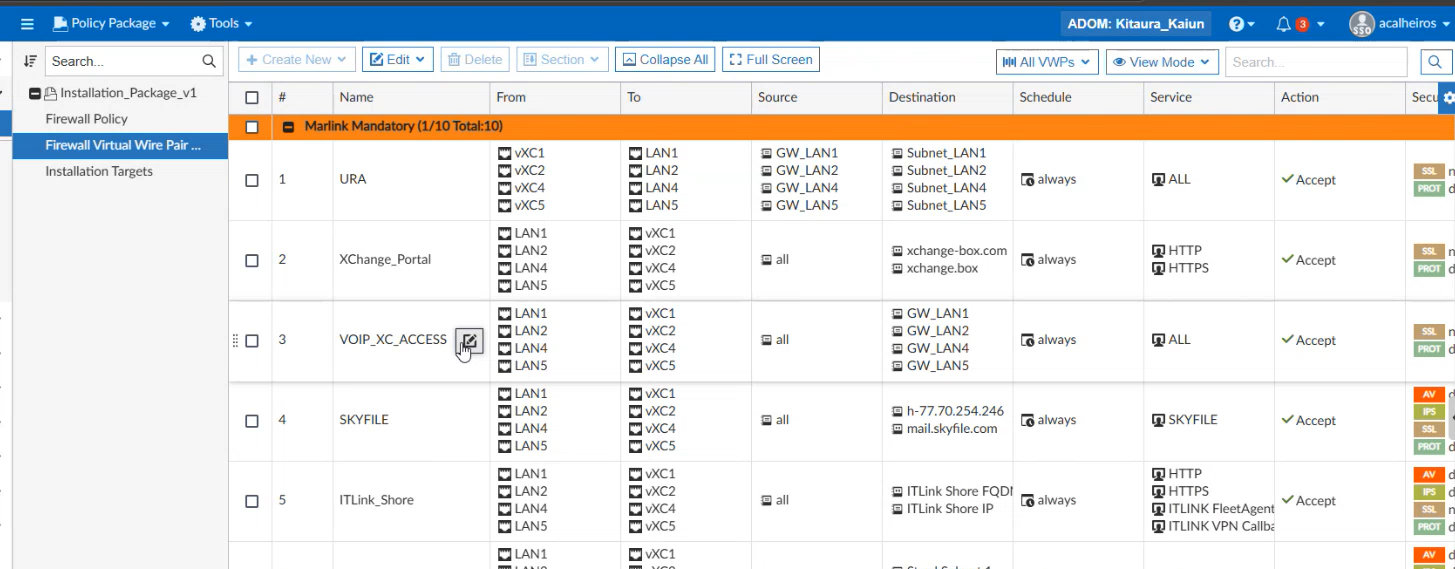 Policy Package Tools ADOM: Kitaura_Kaiun 3 SSO acalheiros
Search... Create New Edit Delete Section Collapse All Full Screen All VWPs View Mode Search...
Installation_Package_v1
Firewall Policy
Firewall Virtual Wire Pair ...
Installation Targets
# Name From To Source Destination Schedule Service Action Secu
Marlink Mandatory (1/10 Total:10)
1 URA
vXC1
vXC2
vXC4
vXC5
LAN1
LAN2
LAN4
LAN5
GW_LAN1
GW_LAN2
GW_LAN4
GW_LAN5
Subnet_LAN1
Subnet_LAN2
Subnet_LAN4
Subnet_LAN5
always
ALL
Accept
SSL n
PROT d
2 XChange_Portal
LAN1
LAN2
LAN4
LAN5
vXC1
vXC2
vXC4
vXC5
all
xchange-box.com
xchange.box
always
HTTP
HTTPS
Accept
SSL n
PROT d
3 VOIP_XC_ACCESS
LAN1
LAN2
LAN4
LAN5
vXC1
vXC2
vXC4
vXC5
all
GW_LAN1
GW_LAN2
GW_LAN4
GW_LAN5
always
ALL
Accept
SSL n
PROT d
4 SKYFILE
LAN1
LAN2
LAN4
LAN5
vXC1
vXC2
vXC4
vXC5
all
h-77.70.254.246
mail.skyfile.com
always
SKYFILE
Accept
AV d
IPS d
SSL
PROT d
5 ITLink_Shore
LAN1
LAN2
LAN4
LAN5
vXC1
vXC2
vXC4
vXC5
all
ITLink Shore FQDN
ITLink Shore IP
always
HTTP
HTTPS
ITLINK FleetAgent
ITLINK VPN Callba
Accept
AV d
IPS d
SSL n
PROT d
LAN1
vXC1
AV d